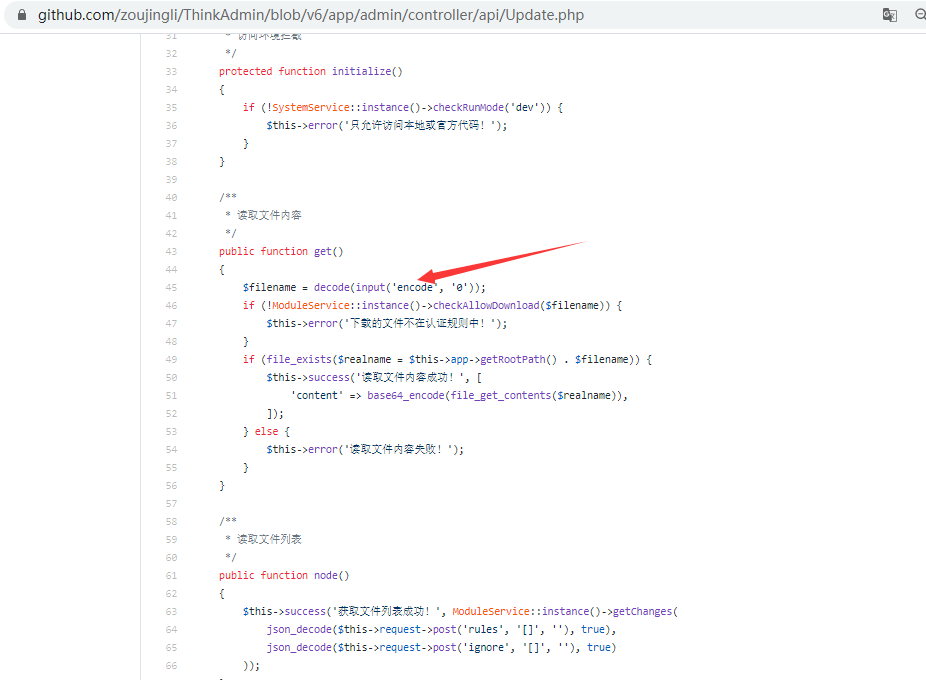 github.com/zoujingli/ThinkAdmin/blob/v6/app/admin/controller/api/Update.php
31 * 访问环境拦截
32 */
33 protected function initialize()
34 {
35 if (!SystemService::instance()->checkRunMode('dev')) {
36 $this->error('只允许访问本地或官方代码！');
37 }
38 }
39
40 /**
41 * 读取文件内容
42 */
43 public function get()
44 {
45 $filename = decode(input('encode', '0'));
46 if (!ModuleService::instance()->checkAllowDownload($filename)) {
47 $this->error('下载的文件不在认证规则中！');
48 }
49 if (file_exists($realname = $this->app->getRootPath() . $filename)) {
50 $this->success('读取文件内容成功！', [
51 'content' => base64_encode(file_get_contents($realname)),
52 ]);
53 } else {
54 $this->error('读取文件内容失败！');
55 }
56 }
57
58 /**
59 * 读取文件列表
60 */
61 public function node()
62 {
63 $this->success('获取文件列表成功！', ModuleService::instance()->getChanges(
64 json_decode($this->request->post('rules', '[]', ''), true),
65 json_decode($this->request->post('ignore', '[]', ''), true)
66 ));